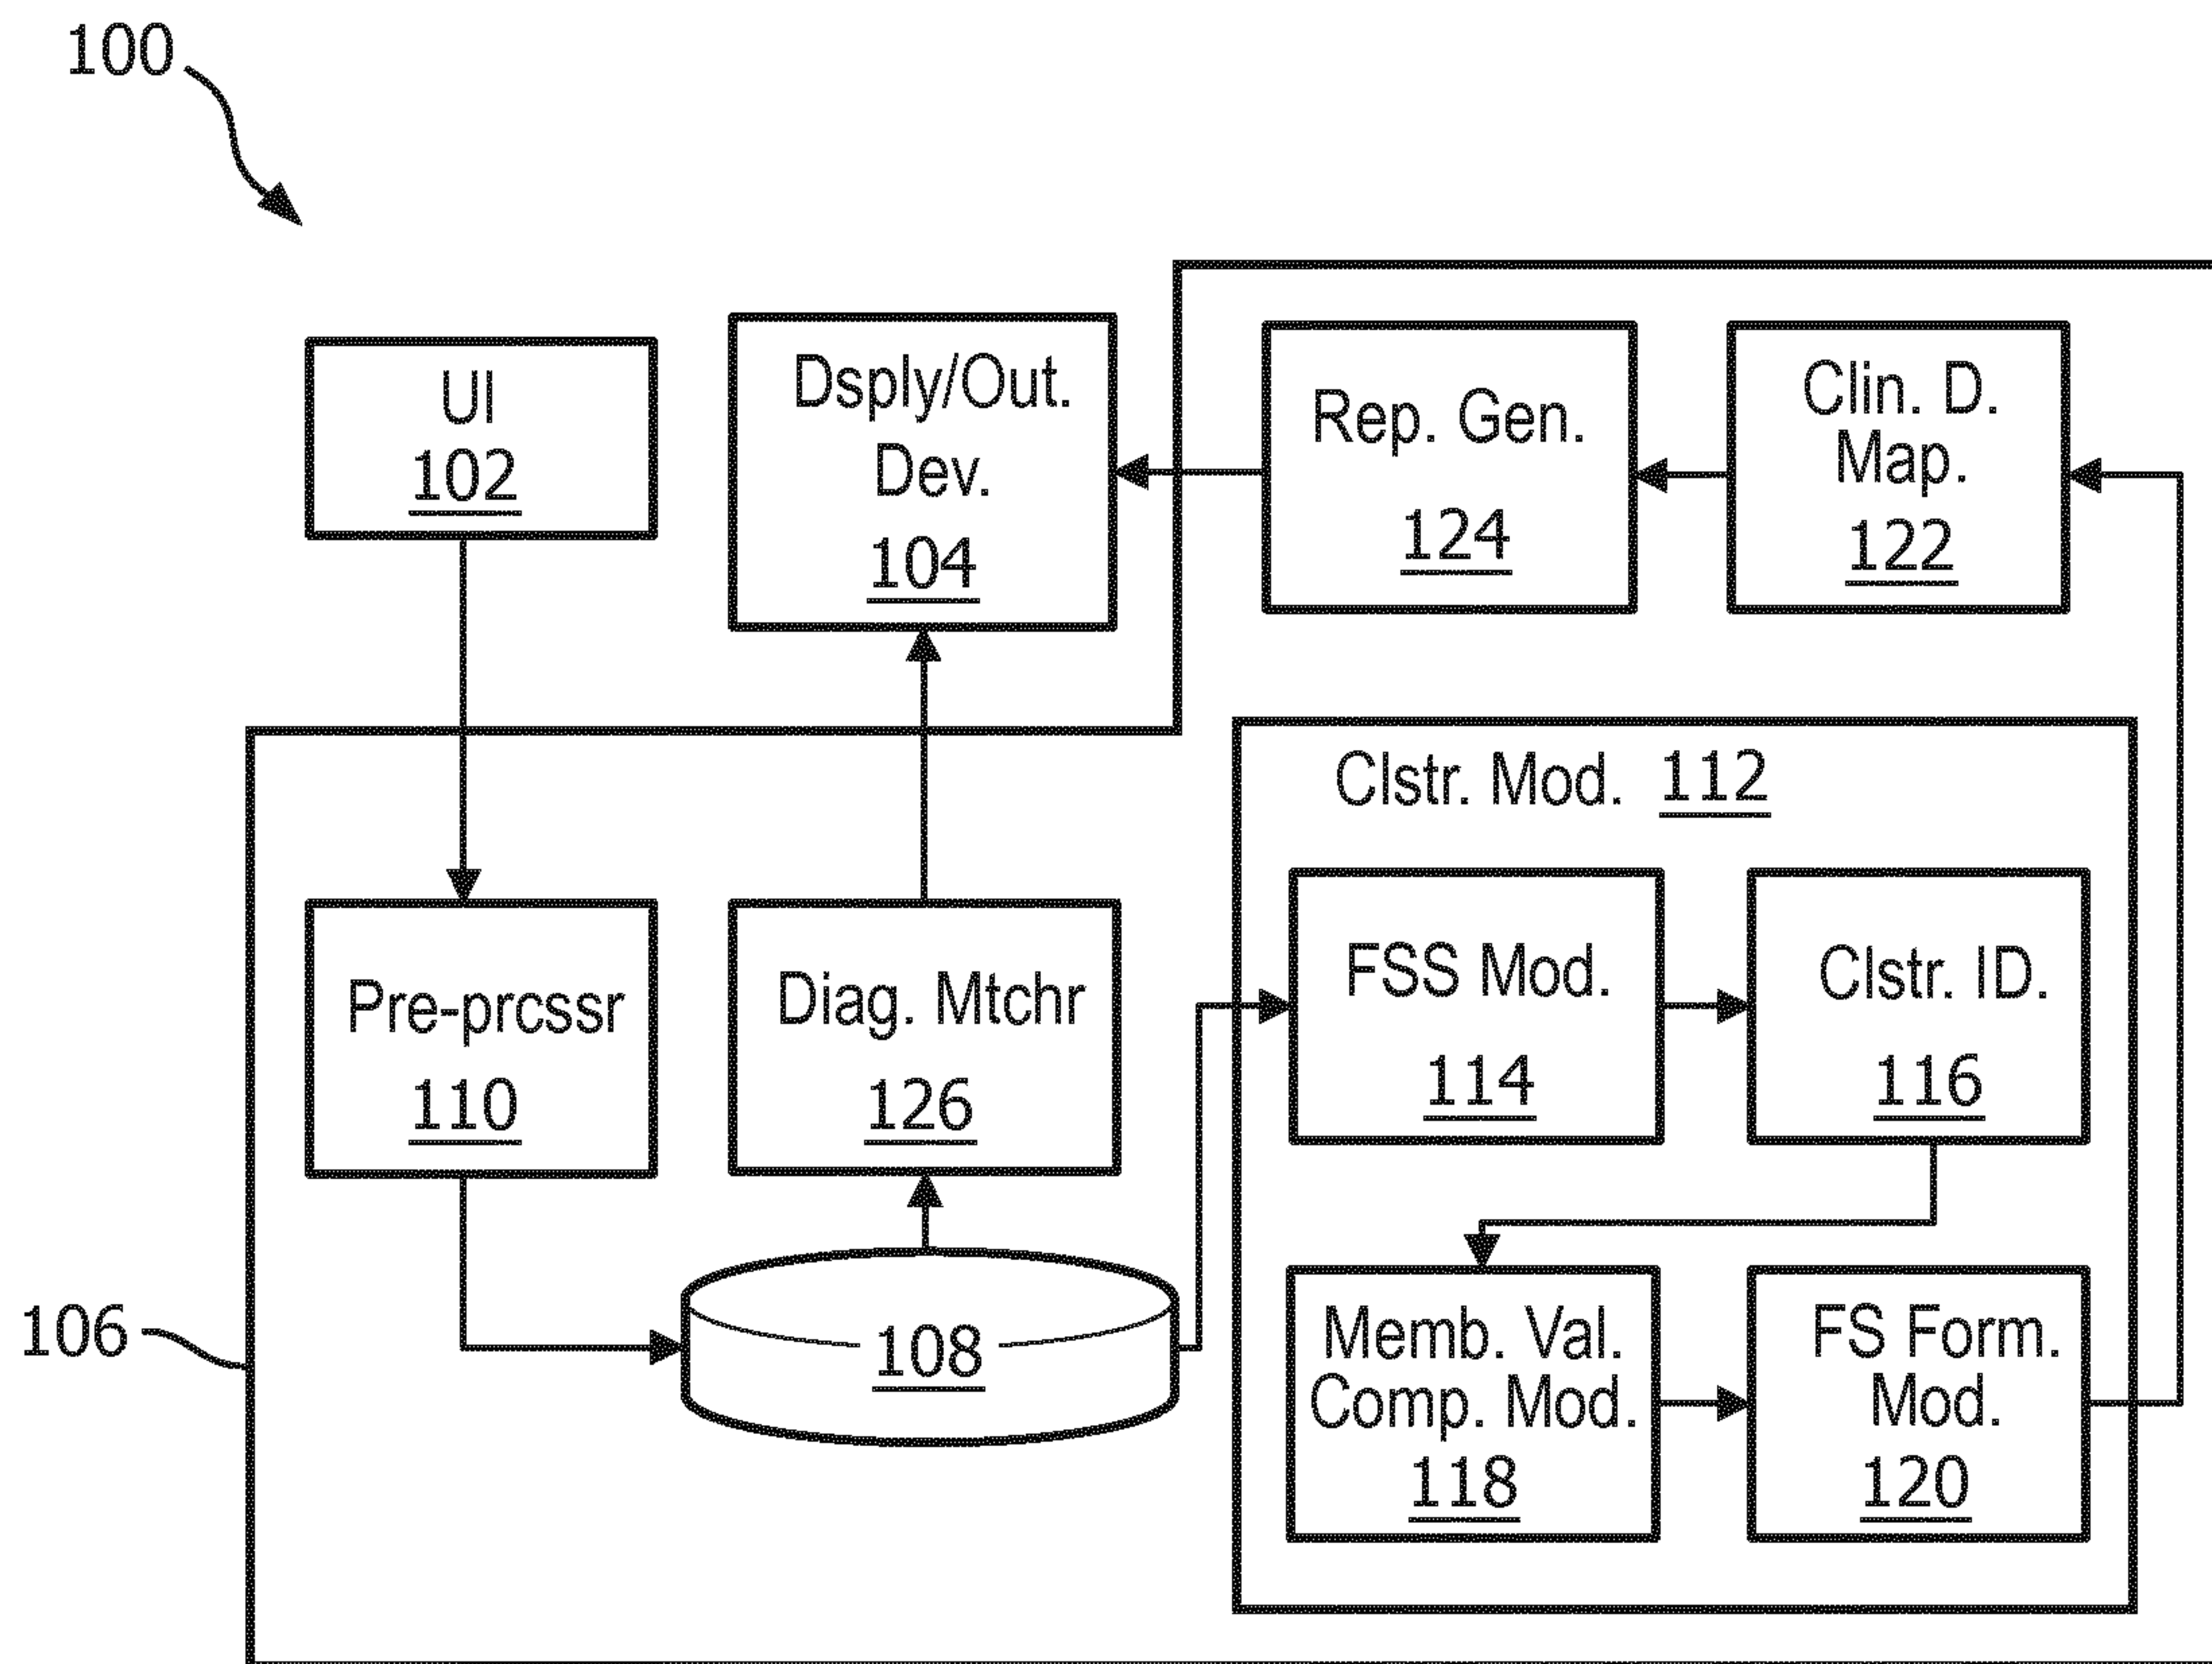 100
UI
102
Dsply/Out.
Dev.
104
Rep. Gen.
124
Clin. D.
Map.
122
Clstr. Mod. 112
Pre-prcssr
110
Diag. Mtchr
126
FSS Mod.
114
Clstr. ID.
116
106
108
Memb. Val.
Comp. Mod.
118
FS Form.
Mod.
120